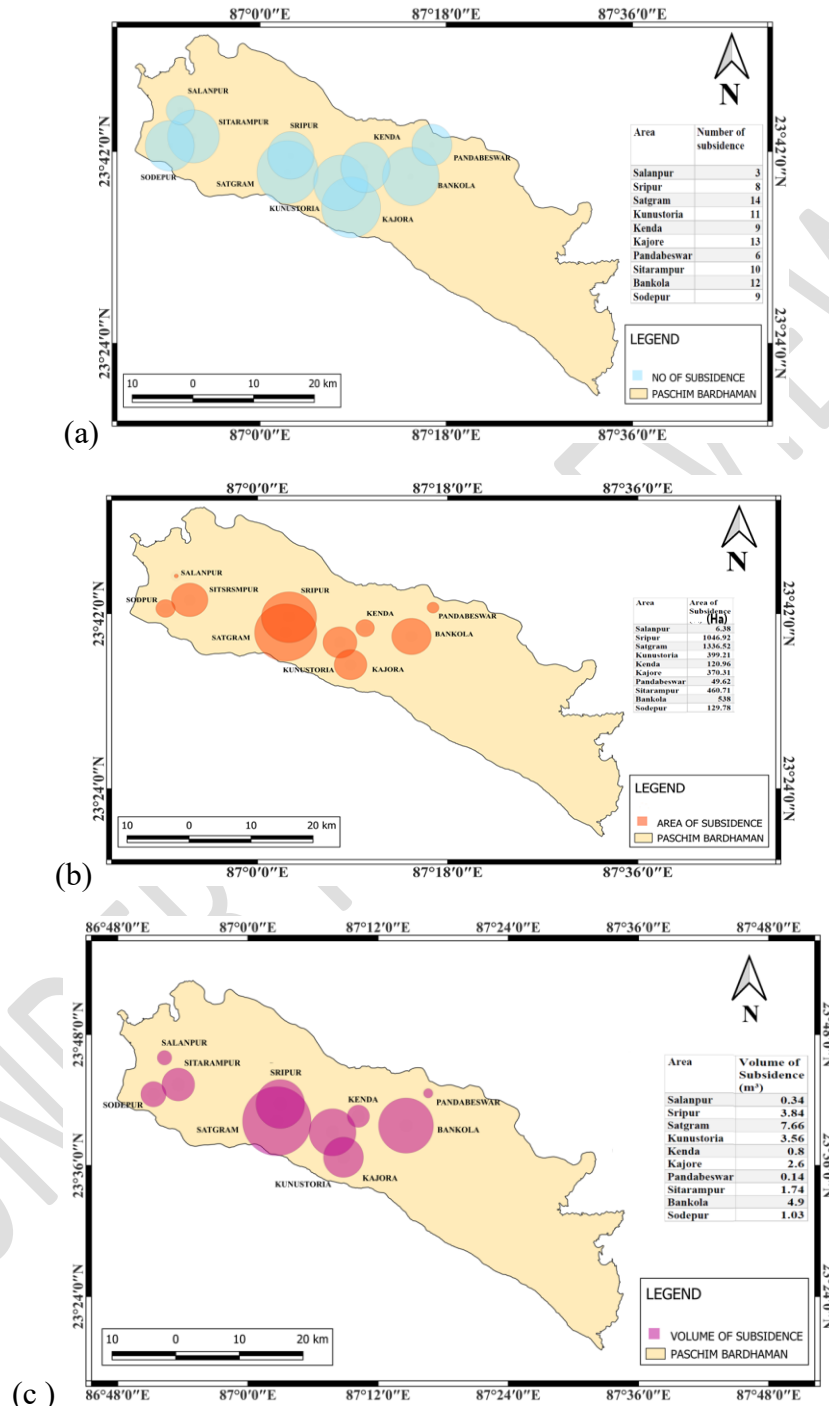 87°0′0″E 87°18′0″E 87°36′0″E
SALANPUR
SITARAMPUR
SRIPUR
KENDA
PANDABESWAR
SODEPUR
SATGRAM
BANKOLA
KUNUSTORIA
KAJORA
23°42′0″N
23°24′0″N
23°42′0″N
23°24′0″N
N
Area Number of
subsidence
Salanpur 3
Sripur 8
Satgram 14
Kunustoria 11
Kenda 9
Kajore 13
Pandabeswar 6
Sitarampur 10
Bankola 12
Sodepur 9
LEGEND
NO OF SUBSIDENCE
PASCHIM BARDHAMAN
10 0 10 20 km
87°0′0″E 87°18′0″E 87°36′0″E
(a)
87°0′0″E 87°18′0″E 87°36′0″E
SALANPUR
SITSRSMPUR
SRIPUR
SODPUR
KENDA
PANDABESWAR
SATGRAM
BANKOLA
KUNUSTORIA
KAJORA
23°42′0″N
23°24′0″N
23°42′0″N
23°24′0″N
N
Area Area of
Subsidence
(Ha)
Salanpur 6.38
Sripur 1046.92
Satgram 1336.52
Kunustoria 399.21
Kenda 120.96
Kajore 370.31
Pandabeswar 49.62
Sitarampur 460.71
Bankola 538
Sodepur 129.78
LEGEND
AREA OF SUBSIDENCE
PASCHIM BARDHAMAN
10 0 10 20 km
87°0′0″E 87°18′0″E 87°36′0″E
(b)
86°48′0″E 87°0′0″E 87°12′0″E 87°24′0″E 87°36′0″E 87°48′0″E
SALANPUR
SITARAMPUR
SRIPUR
SODEPUR
KENDA
PANDABESWAR
SATGRAM
BANKOLA
KUNUSTORIA
KAJORA
23°48′0″N
23°36′0″N
23°24′0″N
23°48′0″N
23°36′0″N
23°24′0″N
N
Area Volume of
Subsidence
(m³)
Salanpur 0.34
Sripur 3.84
Satgram 7.66
Kunustoria 3.56
Kenda 0.8
Kajore 2.6
Pandabeswar 0.14
Sitarampur 1.74
Bankola 4.9
Sodepur 1.03
LEGEND
VOLUME OF SUBSIDENCE
PASCHIM BARDHAMAN
10 0 10 20 km
86°48′0″E 87°0′0″E 87°12′0″E 87°24′0″E 87°36′0″E 87°48′0″E
(c )